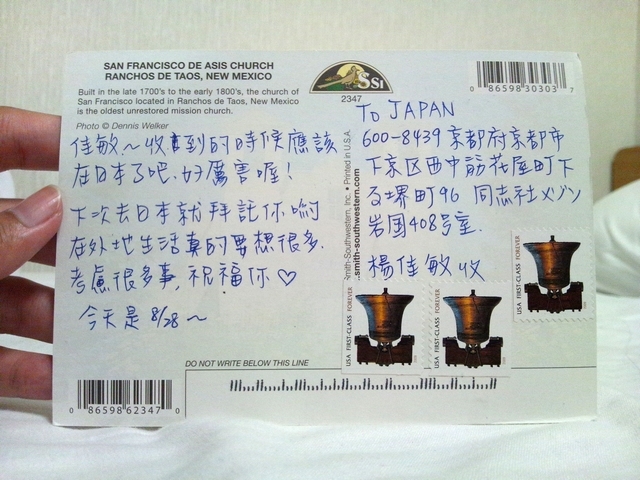 SAN FRANCISCO DE ASIS CHURCH
RANCHOS DE TAOS, NEW MEXICO
Built in the late 1700's to the early 1800's, the church of
San Francisco located in Ranchos de Taos, New Mexico
is the oldest unrestored mission church.
Photo © Dennis Welker
SSI
2347
0 86598 30303 7
佳敏～收到的時候應該
在日本了吧.好厲害喔!
下次去日本就拜託你喲
在外地生活真的要想很多.
考慮很多事,祝福你♡
今天是 8/28～
Smith-Southwestern, Inc. • Printed in U.S.A.
www.smith-southwestern.com
TO JAPAN
600-8439 京都府京都市
下京区西中筋花屋町下
る堺町96 同志社メゾン
岩国408号室.
楊佳敏收
USA FIRST-CLASS FOREVER
USA FIRST-CLASS FOREVER
USA FIRST-CLASS FOREVER
DO NOT WRITE BELOW THIS LINE
0 86598 62347 0